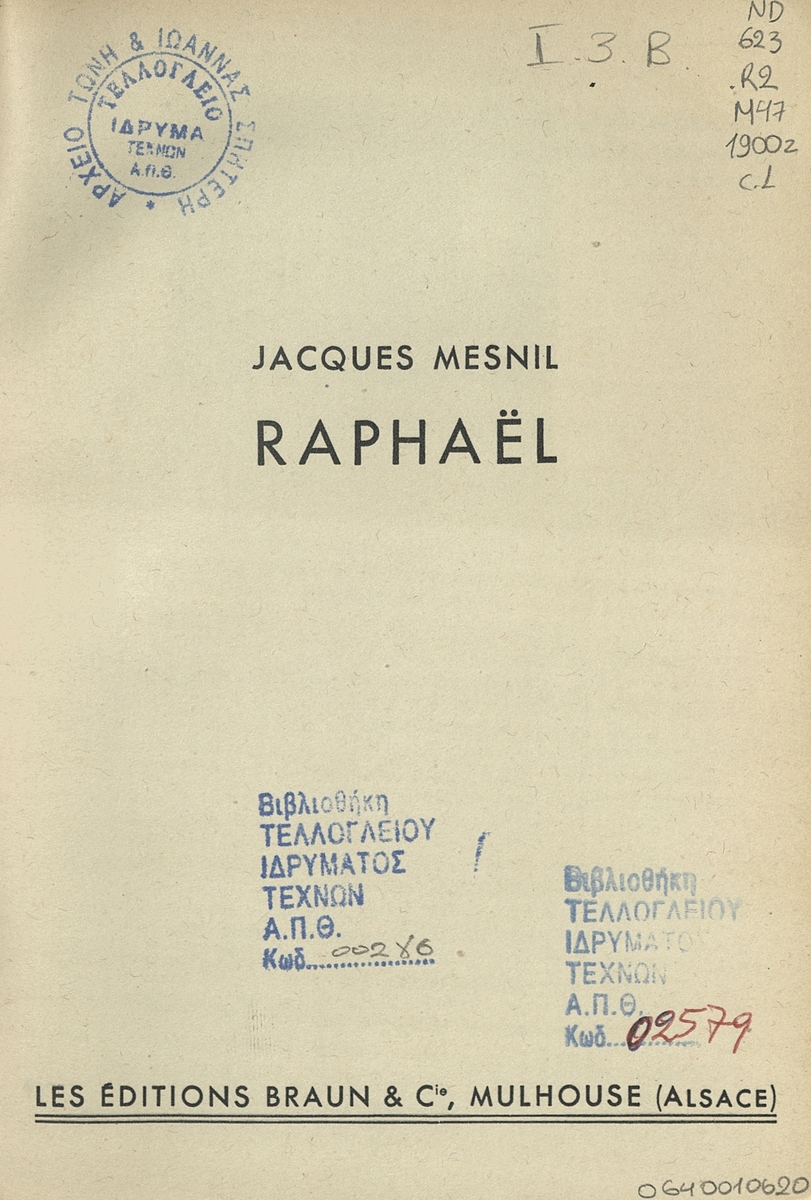 ΑΡΧΕΙΟ ΤΩΝΗ & ΙΩΑΝΝΑΣ ΣΠΗΤΕΡΗ *
ΤΕΛΛΟΓΛΕΙΟ
ΙΔΡΥΜΑ
ΤΕΧΝΩΝ
Α.Π.Θ.
I.3.B.
ND
623
.R2
M47
1900z
c.1
JACQUES MESNIL
RAPHAËL
Βιβλιοθήκη
ΤΕΛΛΟΓΛΕΙΟΥ
ΙΔΡΥΜΑΤΟΣ
ΤΕΧΝΩΝ
Α.Π.Θ.
Κωδ. 00286
Βιβλιοθήκη
ΤΕΛΛΟΓΛΕΙΟΥ
ΙΔΡΥΜΑΤΟΣ
ΤΕΧΝΩΝ
Α.Π.Θ.
Κωδ. 02579
LES ÉDITIONS BRAUN & Cie, MULHOUSE (ALSACE)
0640010620